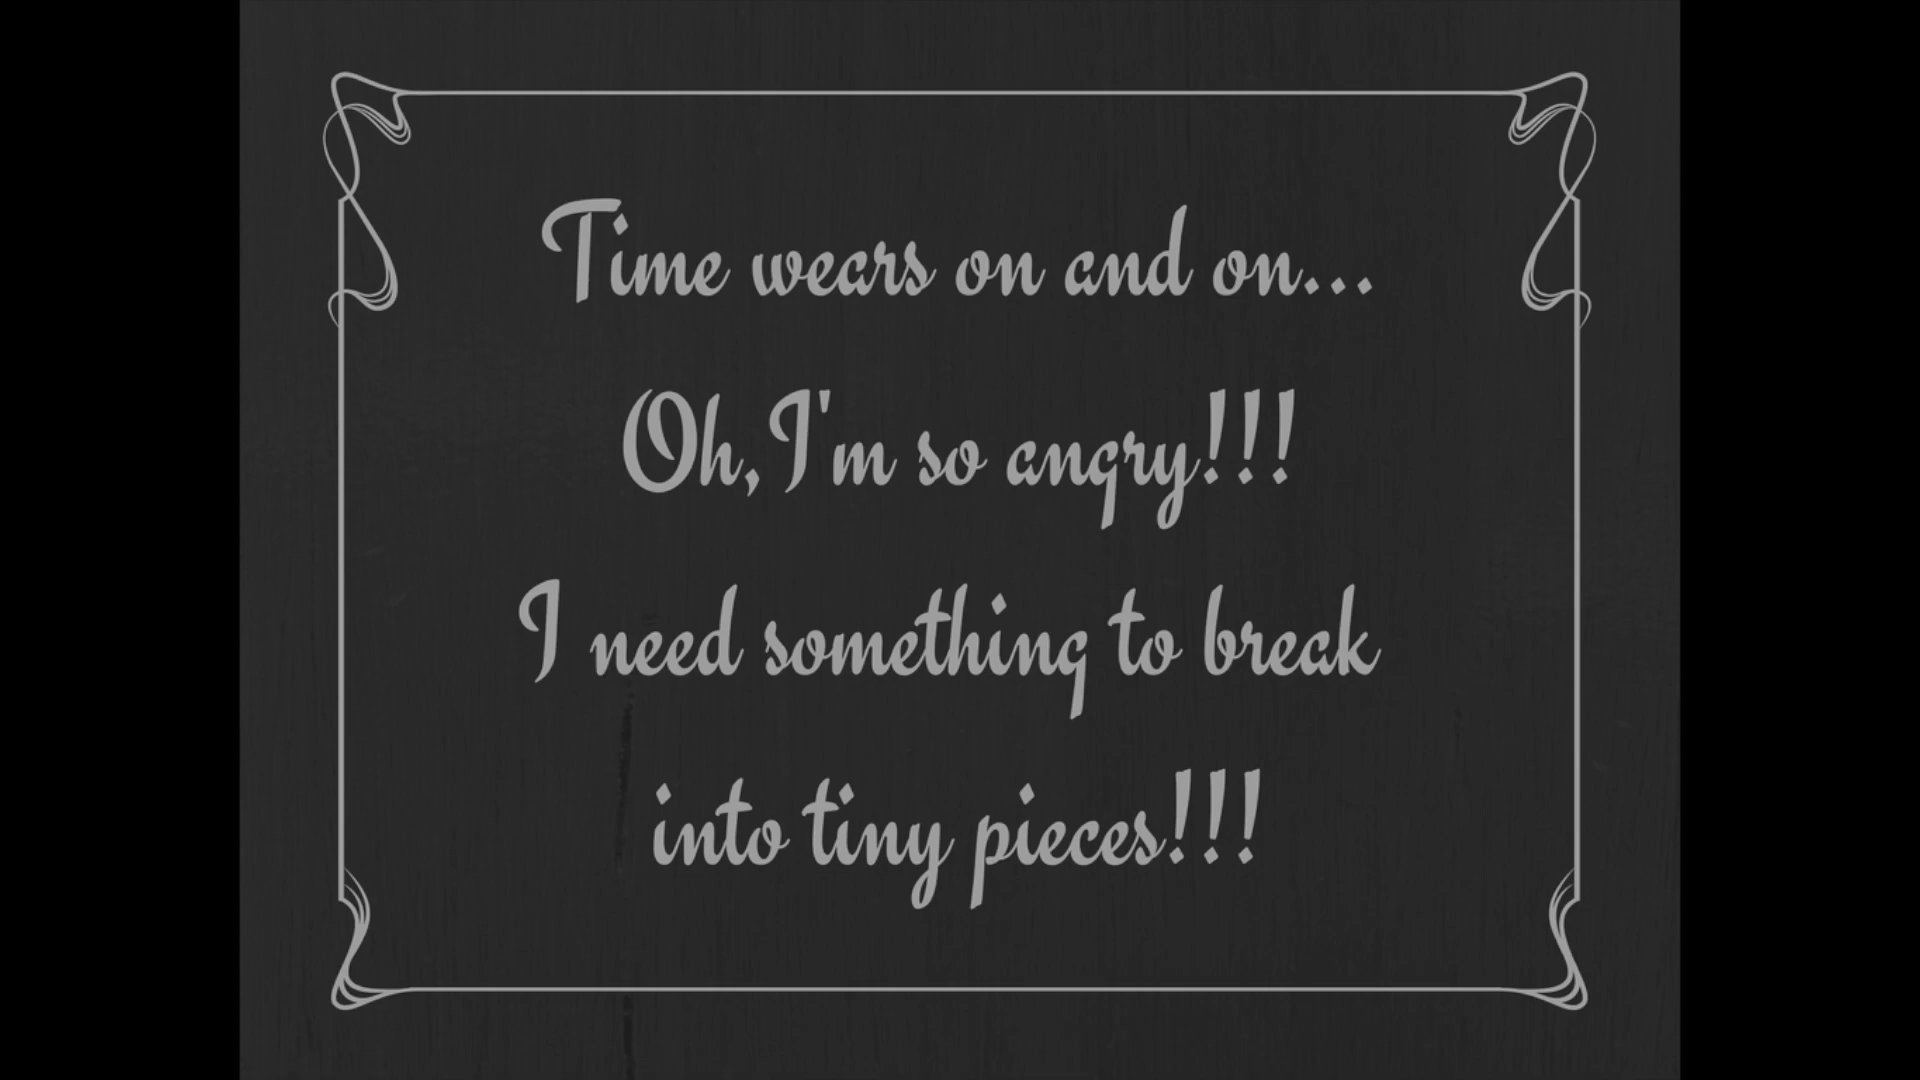 Time wears on and on...
Oh, I'm so angry!!!
I need something to break
into tiny pieces!!!